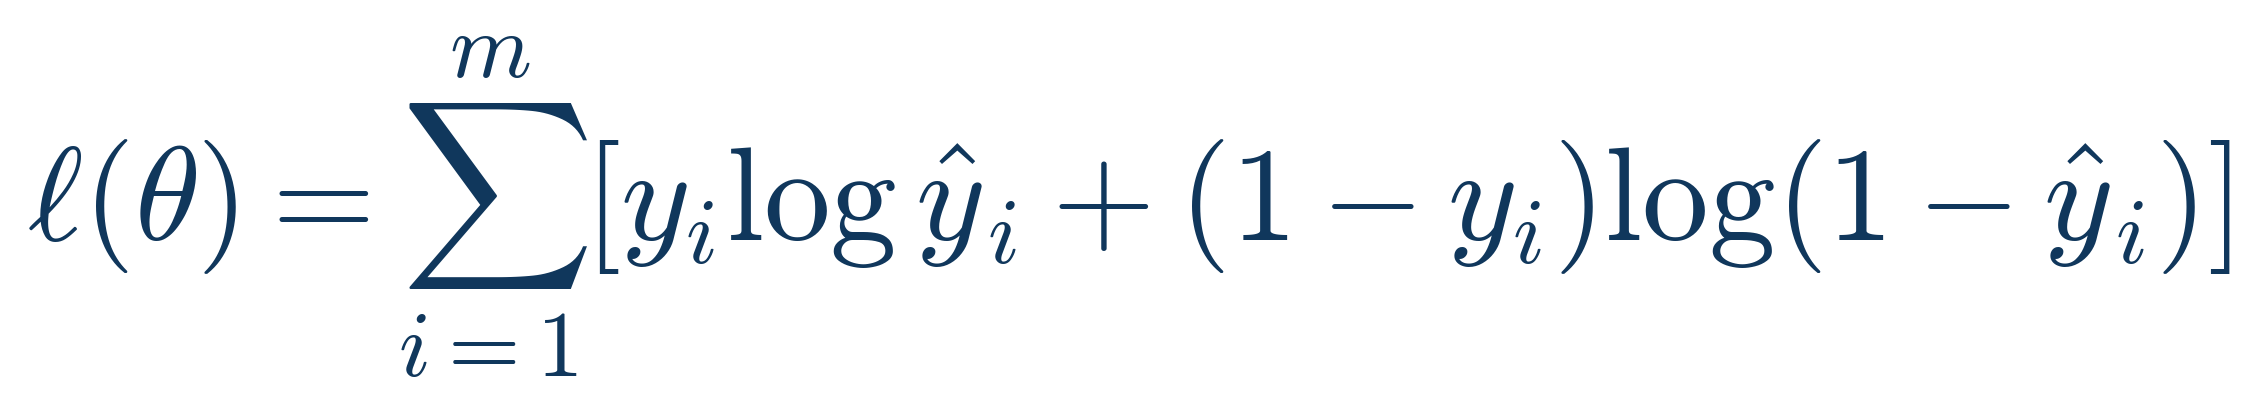 ℓ(θ) = ∑_{i=1}^{m} [y_i log ŷ_i + (1 − y_i) log(1 − ŷ_i)]